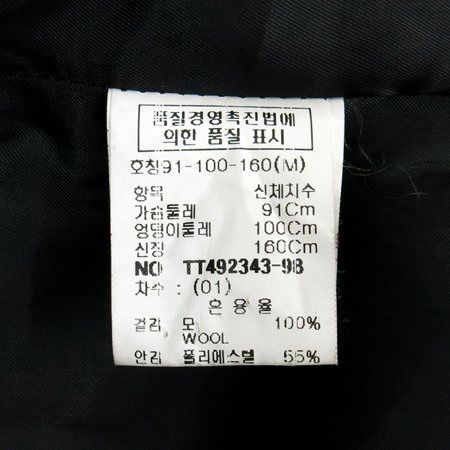 품질경영촉진법에
의한 품질 표시
호칭91-100-160(M)
항목 신체치수
가슴둘레 91Cm
엉덩이둘레 100Cm
신장 160Cm
NO TT492343-98
차수 : (01)
혼용율
겉감 모 100%
WOOL
안감 폴리에스텔 55%